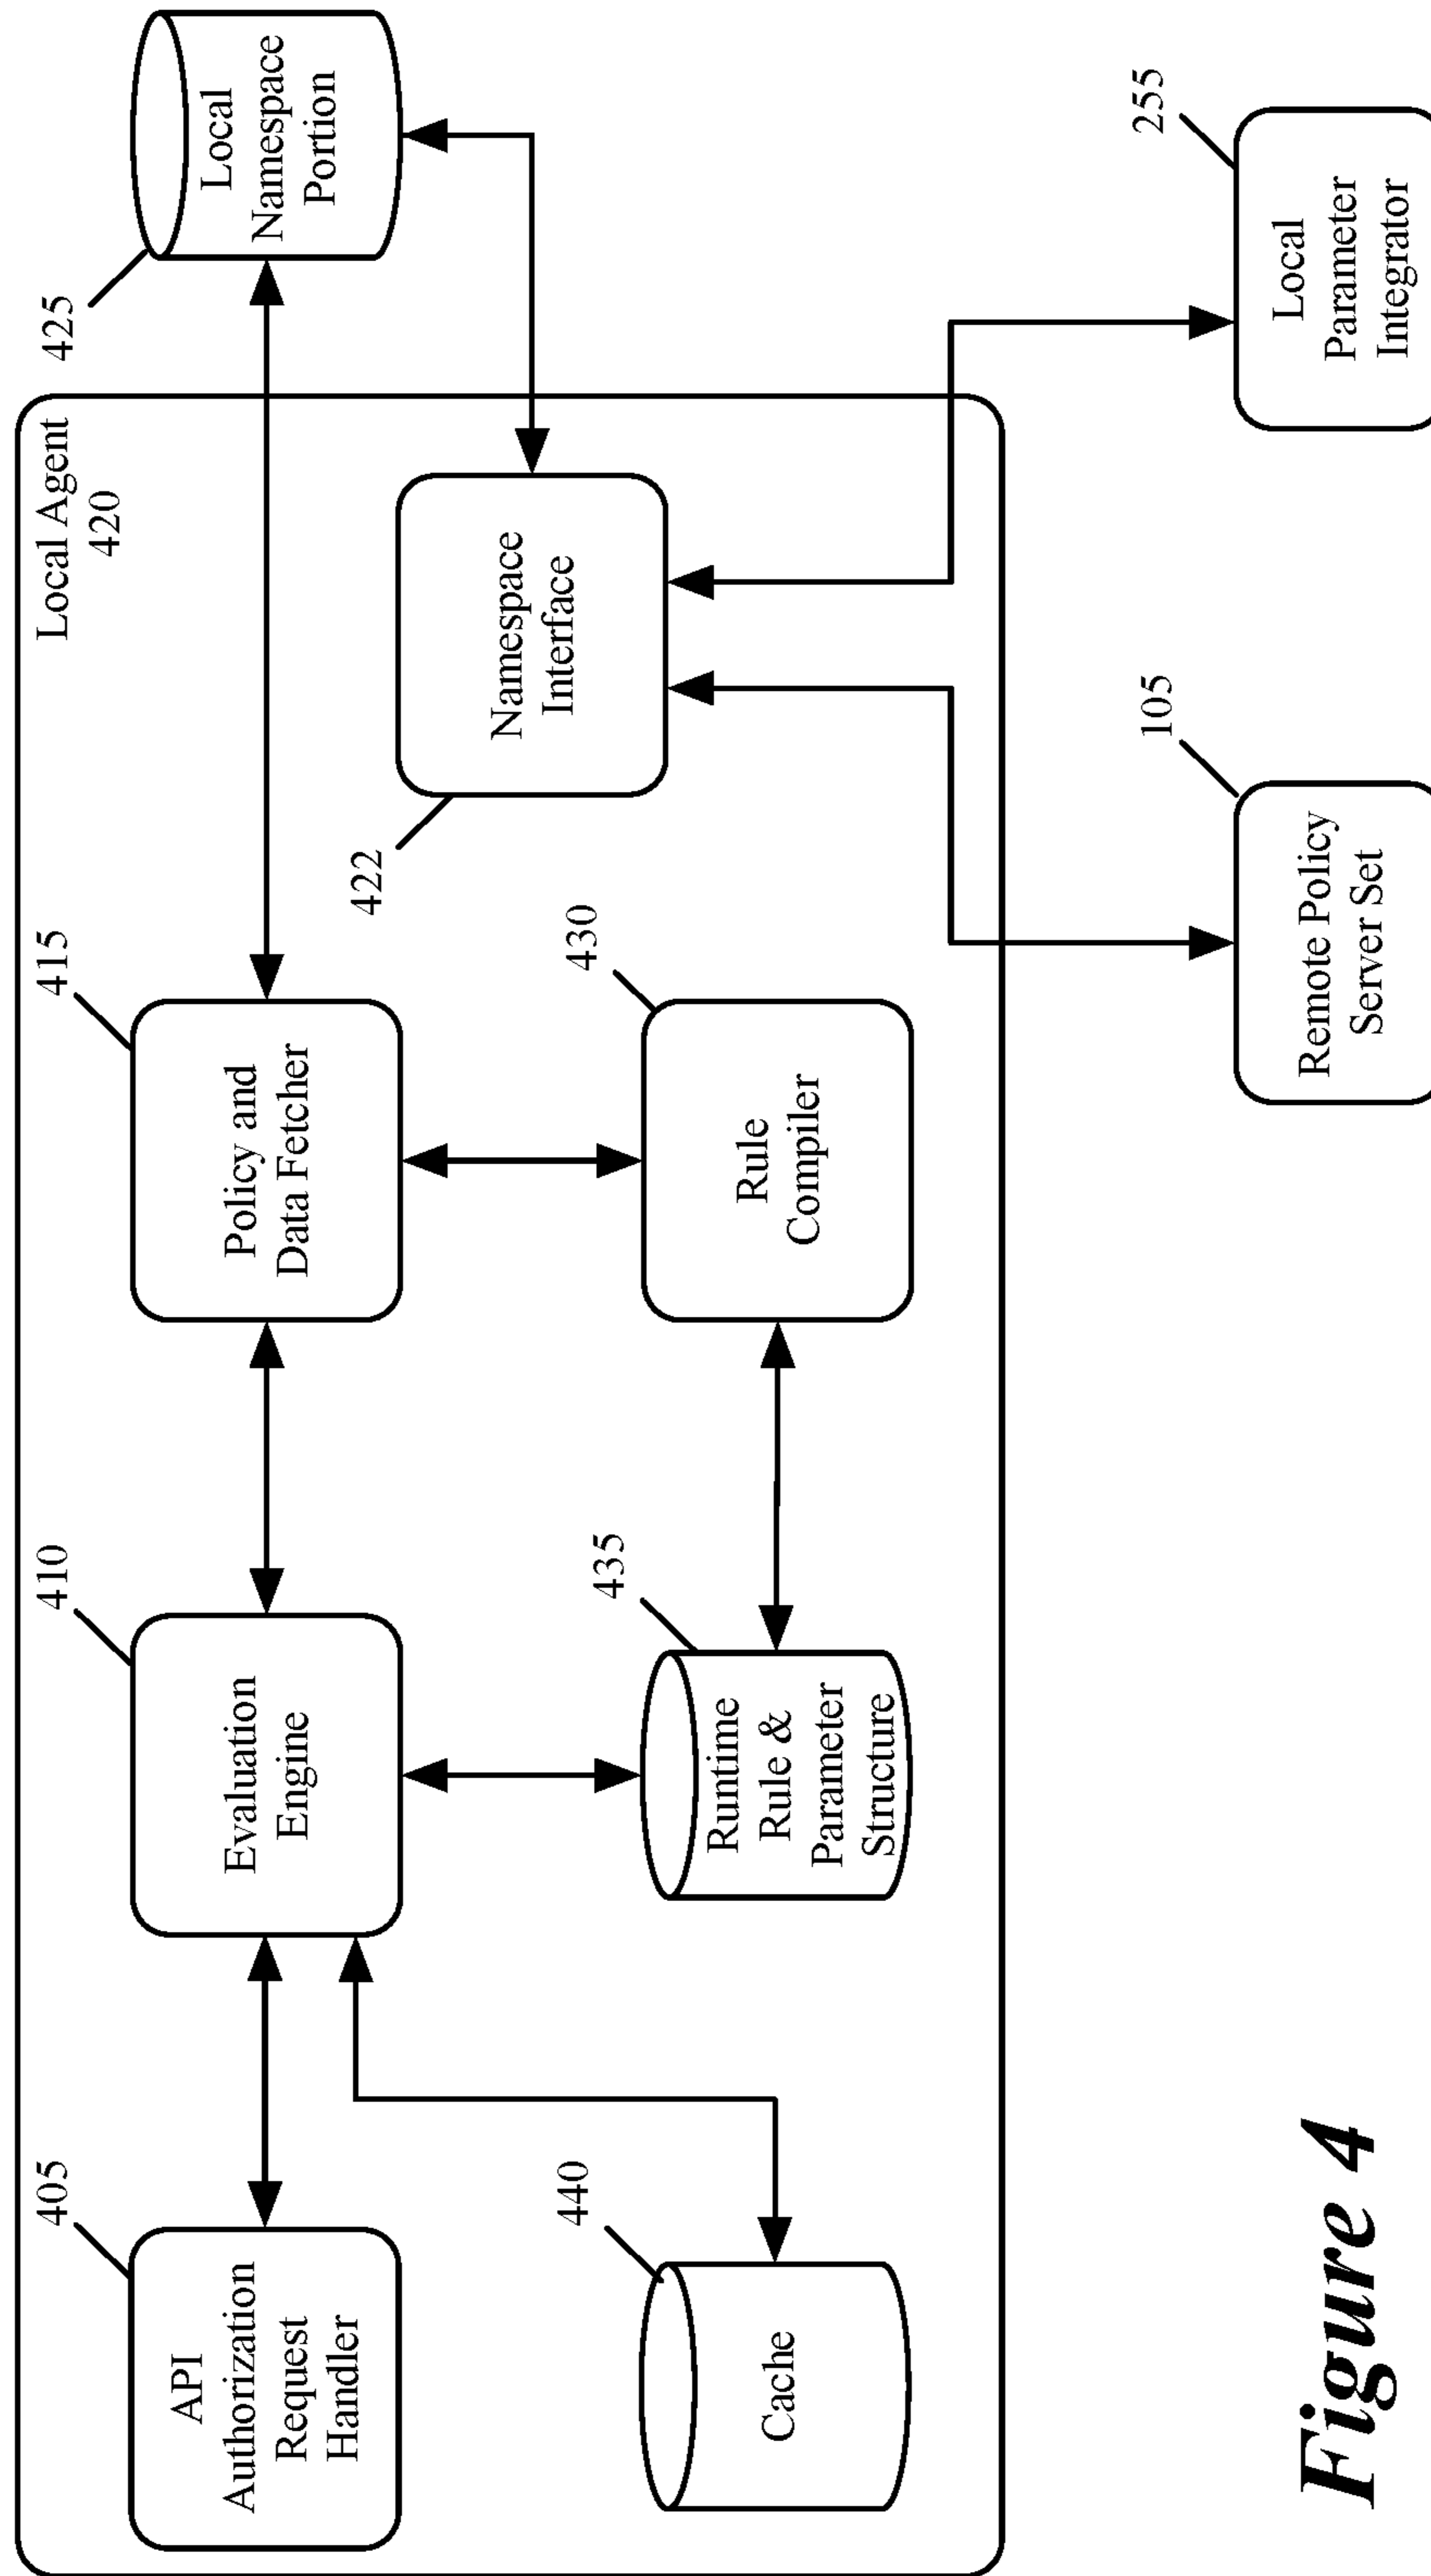 Local Agent
420
405
API
Authorization
Request
Handler
410
Evaluation
Engine
415
Policy and
Data Fetcher
425
Local
Namespace
Portion
440
Cache
435
Runtime
Rule &
Parameter
Structure
430
Rule
Compiler
422
Namespace
Interface
105
Remote Policy
Server Set
255
Local
Parameter
Integrator
Figure 4